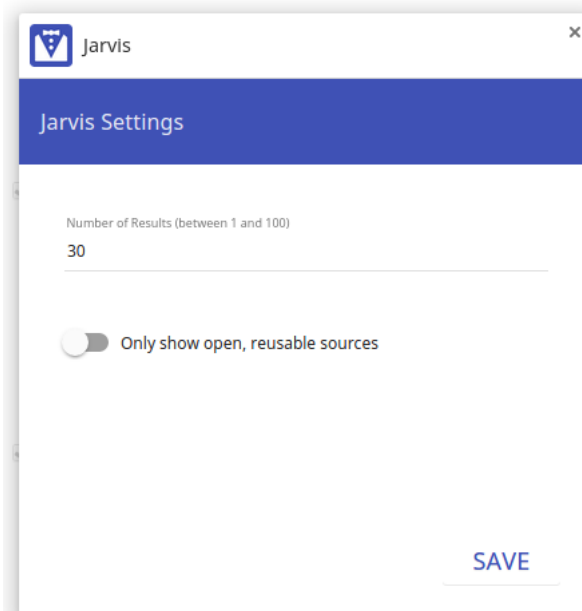 Jarvis
Jarvis Settings
Number of Results (between 1 and 100)
30
Only show open, reusable sources
SAVE